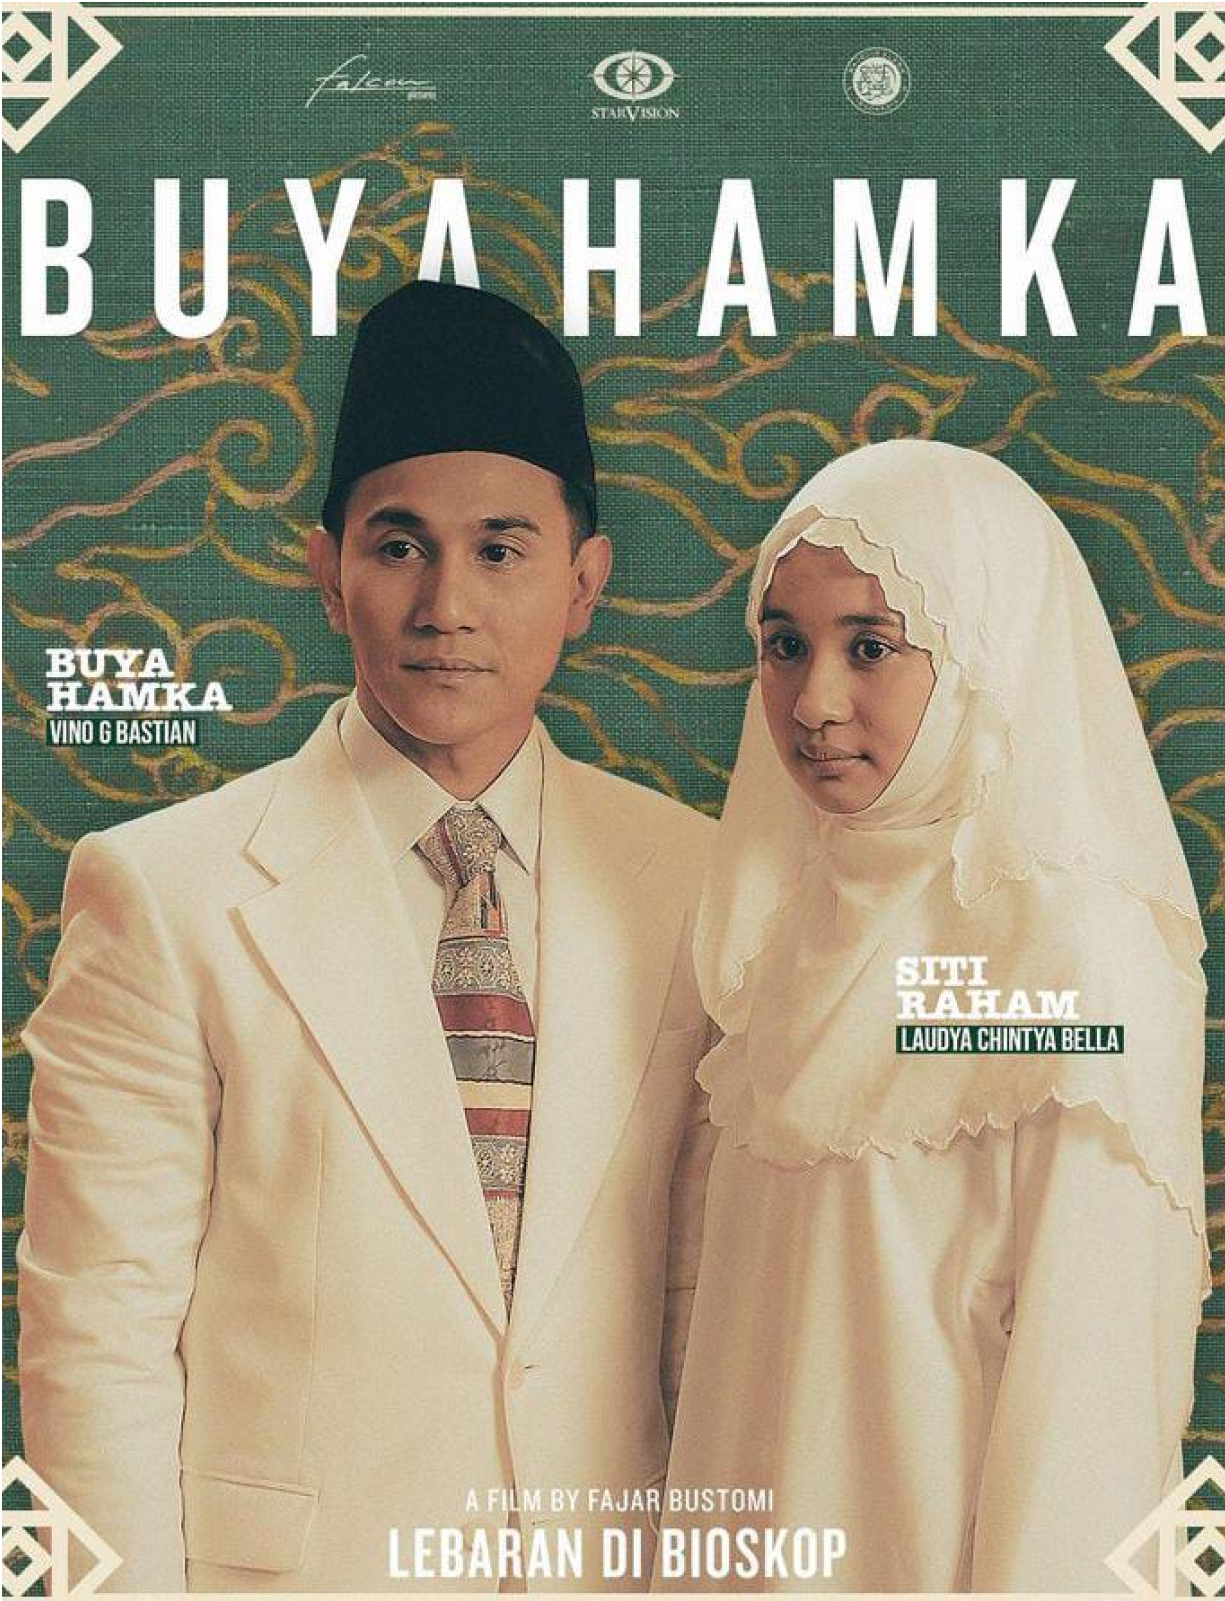 Falcon
STARVISION
BUYA HAMKA
BUYA
HAMKA
VINO G BASTIAN
SITI
RAHAM
LAUDYA CHINTYA BELLA
A FILM BY FAJAR BUSTOMI
LEBARAN DI BIOSKOP